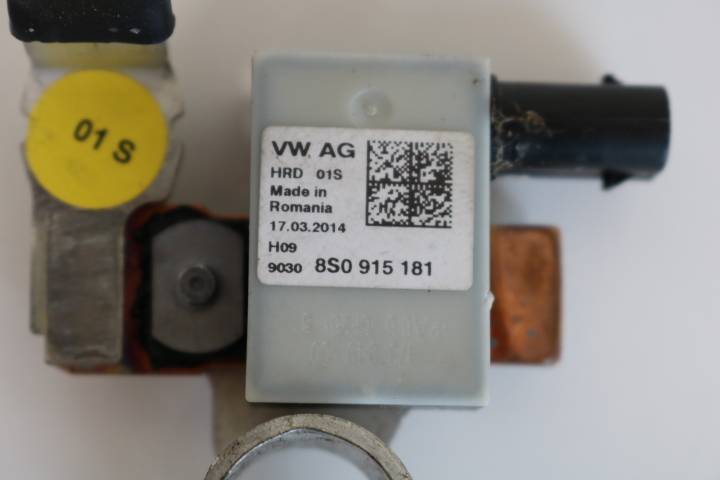 01 S
VW AG
HRD 01S
Made in
Romania
17.03.2014
H09
9030 8S0 915 181